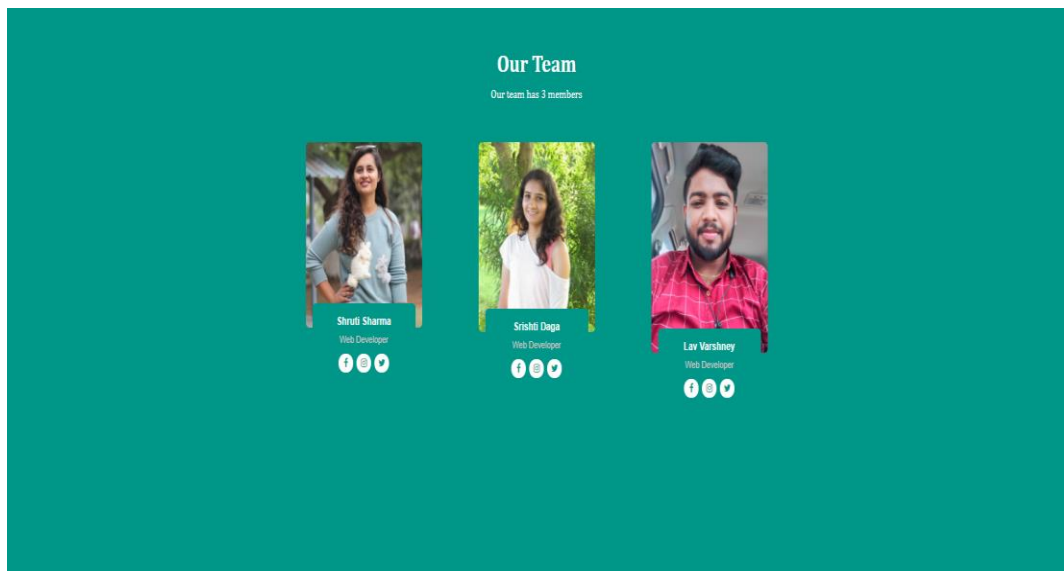 Our Team
Our team has 3 members
Shruti Sharma
Web Developer
Srishti Daga
Web Developer
Lav Varshney
Web Developer